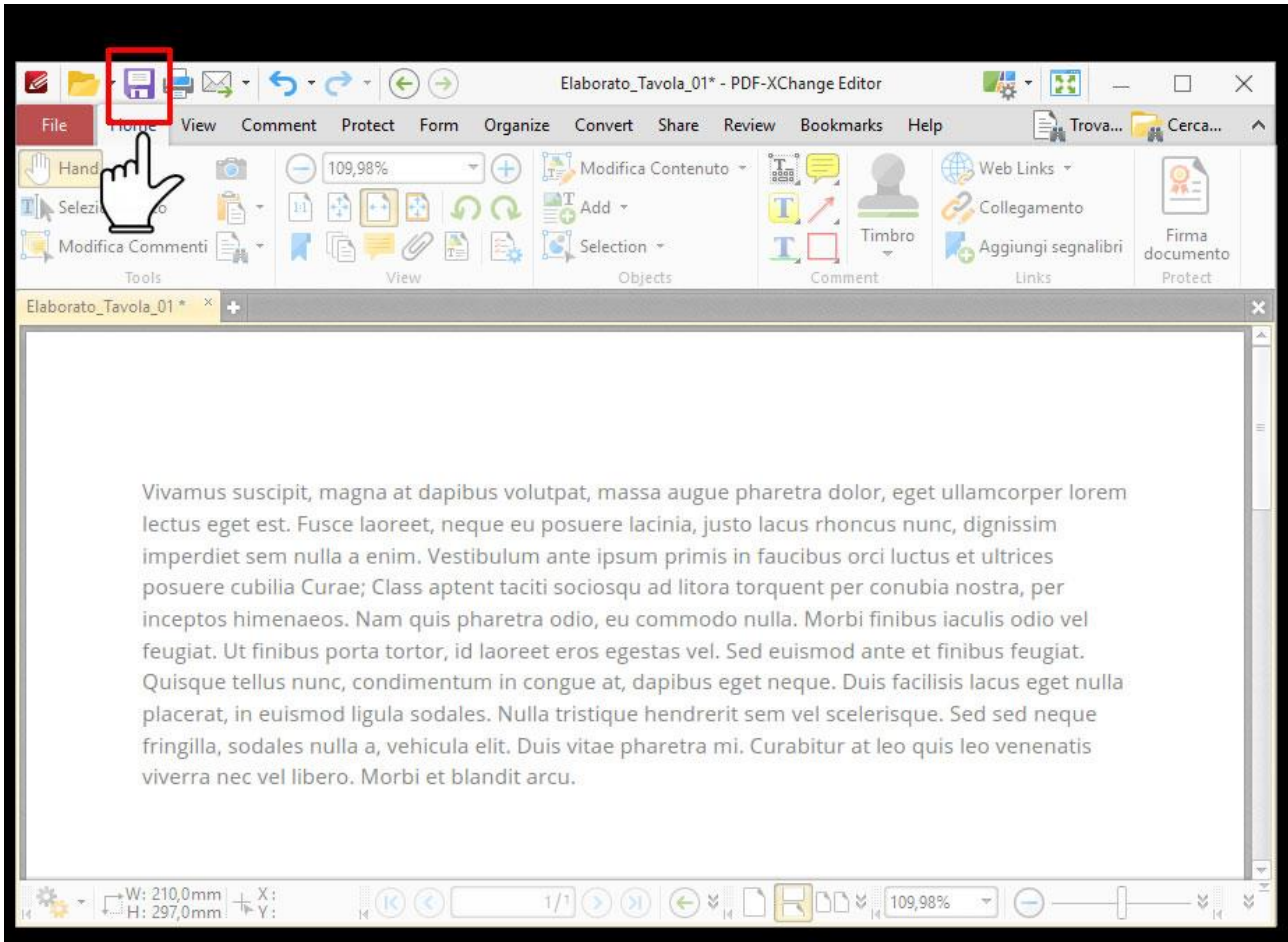 Elaborato_Tavola_01* - PDF-XChange Editor
File Home View Comment Protect Form Organize Convert Share Review Bookmarks Help Trova... Cerca...
Hand 109,98% Modifica Contenuto Web Links
1:1 Add Collegamento
Modifica Commenti Selection Timbro Aggiungi segnalibri Firma documento
Tools View Objects Comment Links Protect
Elaborato_Tavola_01 *
Vivamus suscipit, magna at dapibus volutpat, massa augue pharetra dolor, eget ullamcorper lorem
lectus eget est. Fusce laoreet, neque eu posuere lacinia, justo lacus rhoncus nunc, dignissim
imperdiet sem nulla a enim. Vestibulum ante ipsum primis in faucibus orci luctus et ultrices
posuere cubilia Curae; Class aptent taciti sociosqu ad litora torquent per conubia nostra, per
inceptos himenaeos. Nam quis pharetra odio, eu commodo nulla. Morbi finibus iaculis odio vel
feugiat. Ut finibus porta tortor, id laoreet eros egestas vel. Sed euismod ante et finibus feugiat.
Quisque tellus nunc, condimentum in congue at, dapibus eget neque. Duis facilisis lacus eget nulla
placerat, in euismod ligula sodales. Nulla tristique hendrerit sem vel scelerisque. Sed sed neque
fringilla, sodales nulla a, vehicula elit. Duis vitae pharetra mi. Curabitur at leo quis leo venenatis
viverra nec vel libero. Morbi et blandit arcu.
W: 210,0mm X:
H: 297,0mm Y:
1/1 109,98%